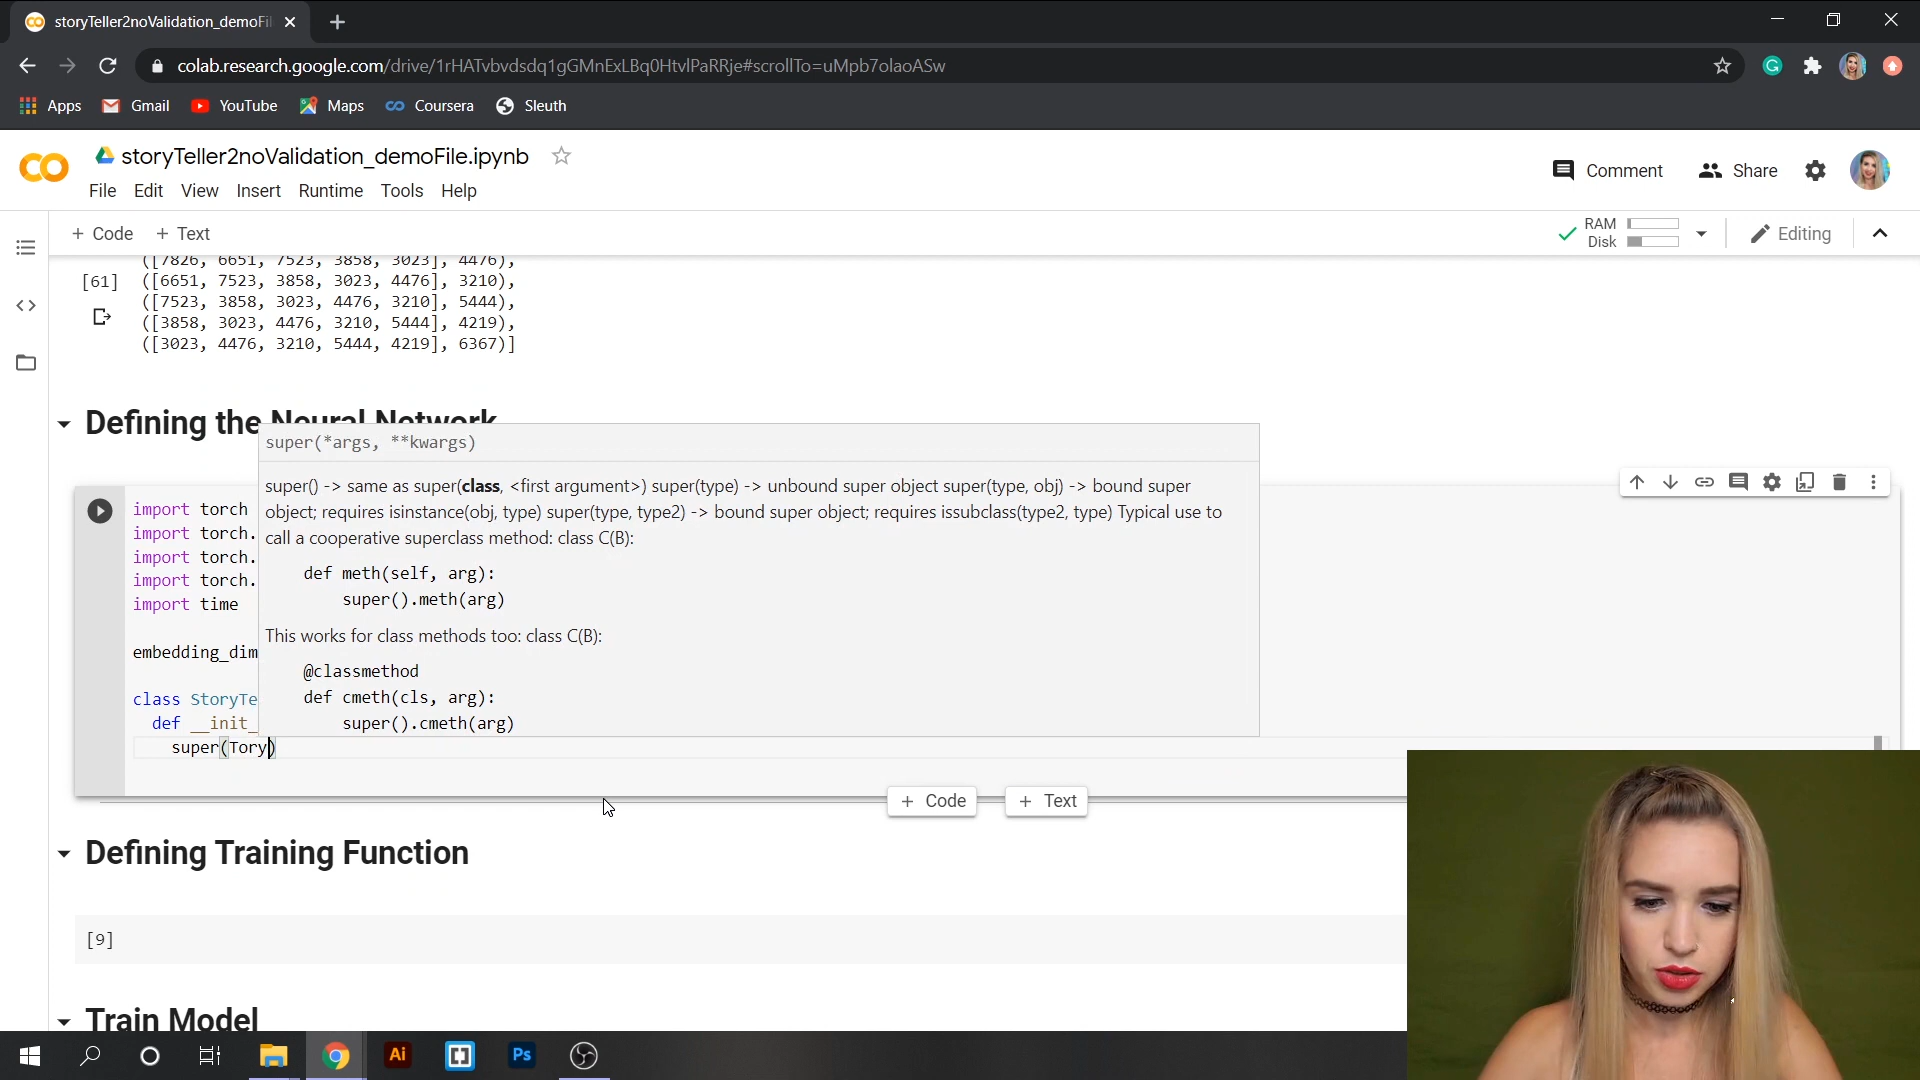 storyTeller2noValidation_demoFil
colab.research.google.com/drive/1rHATvbvdsdq1gGMnExLBq0HtvlPaRRje#scrollTo=uMpb7olaoASw
Apps Gmail YouTube Maps Coursera Sleuth
storyTeller2noValidation_demoFile.ipynb
Comment Share
File Edit View Insert Runtime Tools Help
+ Code + Text
RAM
Disk
Editing
([7826, 6651, 7523, 3858, 3023], 4476),
[61] ([6651, 7523, 3858, 3023, 4476], 3210),
([7523, 3858, 3023, 4476, 3210], 5444),
([3858, 3023, 4476, 3210, 5444], 4219),
([3023, 4476, 3210, 5444, 4219], 6367)]
Defining the Neural Network
super(*args, **kwargs)
super() -> same as super(class, <first argument>) super(type) -> unbound super object super(type, obj) -> bound super
object; requires isinstance(obj, type) super(type, type2) -> bound super object; requires issubclass(type2, type) Typical use to
call a cooperative superclass method: class C(B):
def meth(self, arg):
super().meth(arg)
This works for class methods too: class C(B):
@classmethod
def cmeth(cls, arg):
super().cmeth(arg)
import torch
import torch.
import torch.
import torch.
import time
embedding_dim
class StoryTe
def __init_
super(Tory)
+ Code + Text
Defining Training Function
[9]
Train Model
Ai
Ps